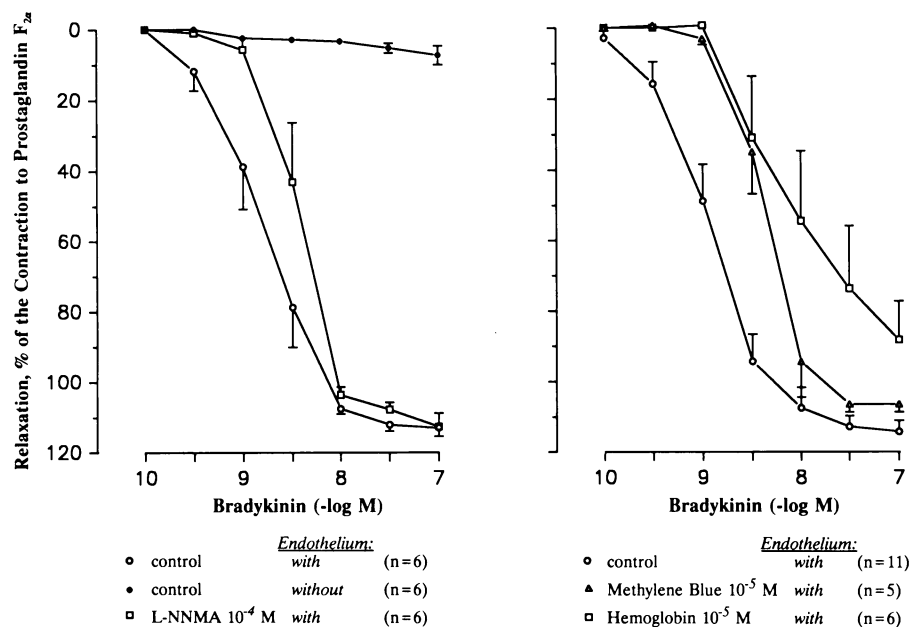 Relaxation, % of the Contraction to Prostaglandin F2α
0
20
40
60
80
100
120
10 9 8 7
Bradykinin (-log M)
Endothelium:
control with (n=6)
control without (n=6)
L-NNMA 10⁻⁴ M with (n=6)
10 9 8 7
Bradykinin (-log M)
Endothelium:
control with (n=11)
Methylene Blue 10⁻⁵ M with (n=5)
Hemoglobin 10⁻⁵ M with (n=6)